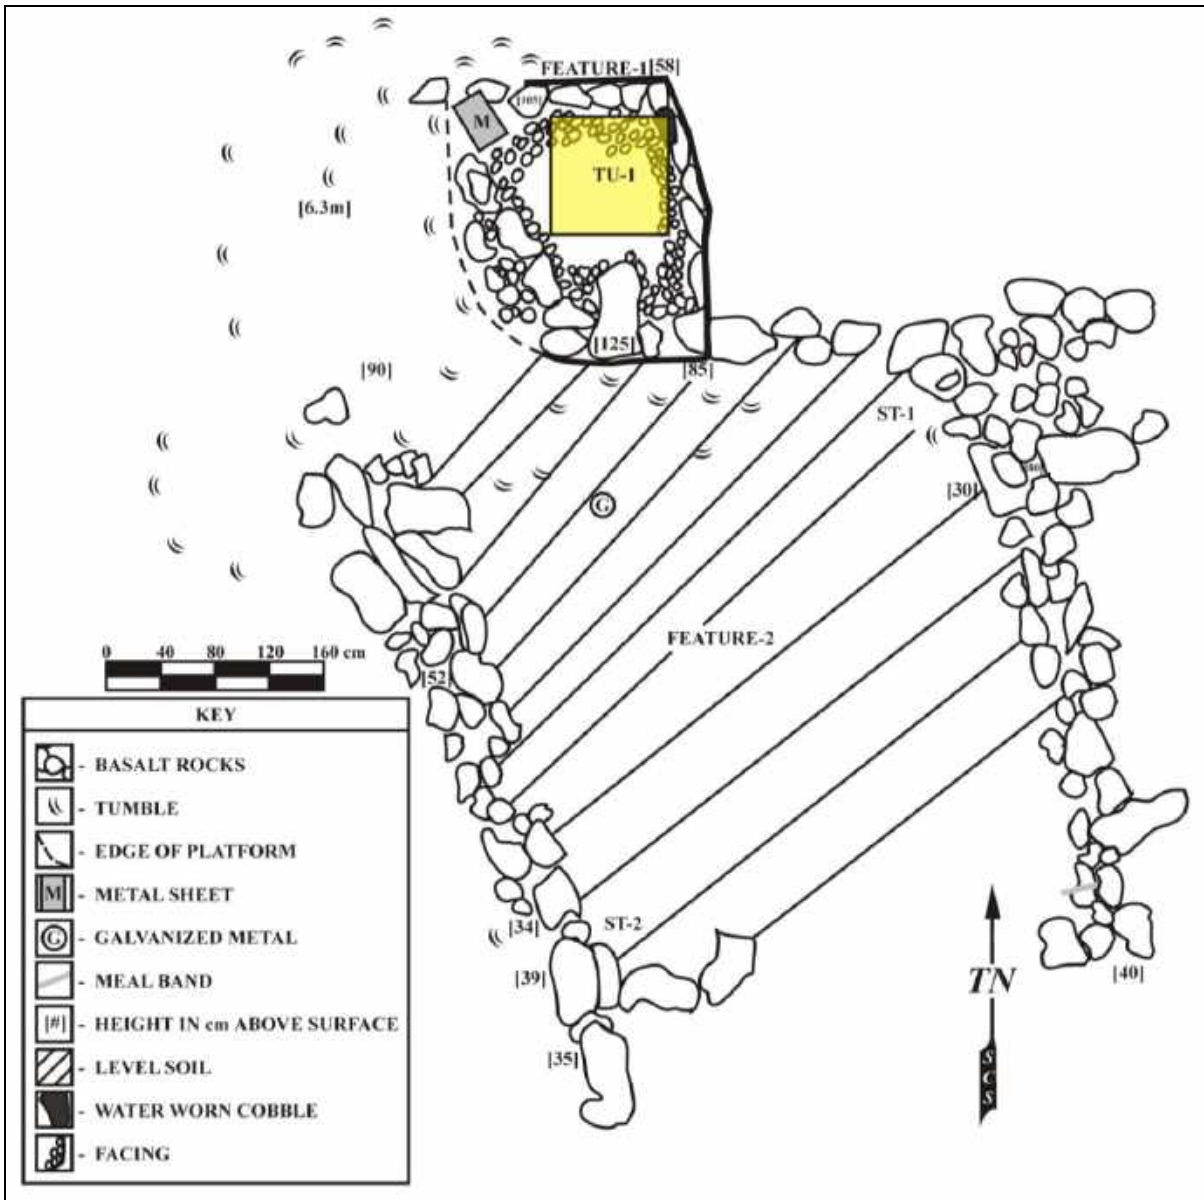 FEATURE-1 [58]
[105]
M
TU-1
[6.3m]
[125]
[85]
[90]
ST-1
[30]
G
FEATURE-2
0 40 80 120 160 cm
[52]
KEY
- BASALT ROCKS
- TUMBLE
- EDGE OF PLATFORM
M - METAL SHEET
G - GALVANIZED METAL
- MEAL BAND
[#] - HEIGHT IN cm ABOVE SURFACE
- LEVEL SOIL
- WATER WORN COBBLE
- FACING
[34]
ST-2
[39]
[35]
[40]
TN
SCS